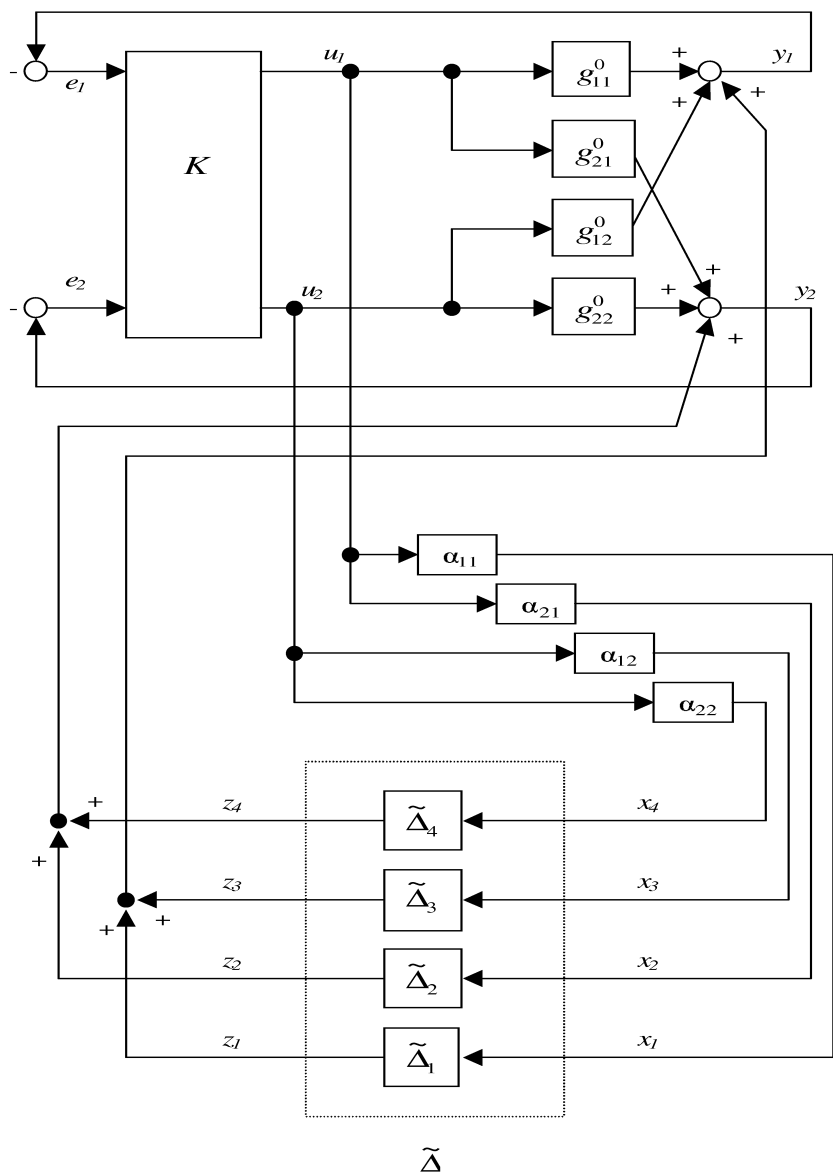 + +
u₁ y₁
- e₁ g⁰₁₁ + +
K g⁰₂₁
g⁰₁₂
e₂ u₂ + + y₂
- g⁰₂₂ +
α₁₁
α₂₁
α₁₂
α₂₂
+ z₄ Δ̃₄ x₄
+
z₃ Δ̃₃ x₃
+ +
z₂ Δ̃₂ x₂
z₁ Δ̃₁ x₁
Δ̃